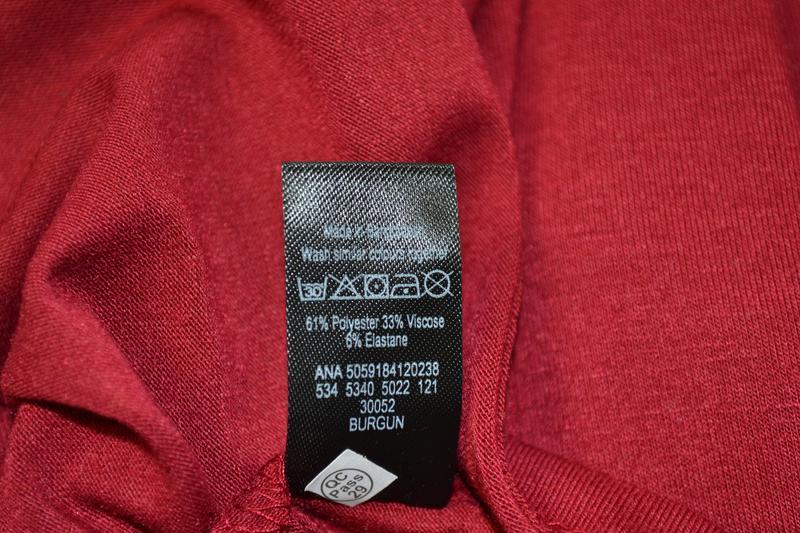 Made in
Wash similar colours together
30
61% Polyester 33% Viscose
6% Elastane
ANA 5059184120238
534 5340 5022 121
30052
BURGUN
QC
Pass
29